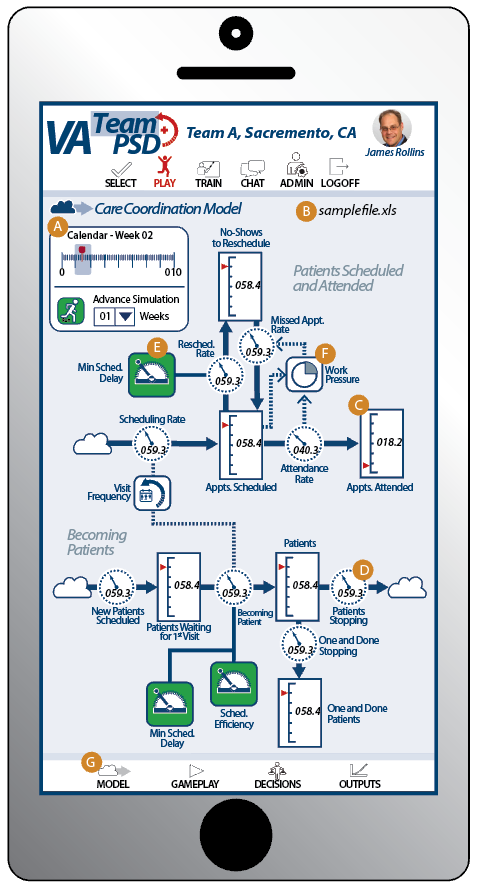 VA Team PSD
Team A, Sacremento, CA
James Rollins
SELECT PLAY TRAIN CHAT ADMIN LOGOFF
Care Coordination Model
B samplefile.xls
A
Calendar - Week 02
0 010
Advance Simulation
01 Weeks
No-Shows
to Reschedule
058.4
Patients Scheduled
and Attended
Missed Appt.
Rate
059.3
Resched.
Rate
059.3
E
Min Sched.
Delay
F
Work
Pressure
C
Scheduling Rate
059.3
058.4
Appts. Scheduled
040.3
Attendance
Rate
018.2
Appts. Attended
Visit
Frequency
Becoming
Patients
059.3
New Patients
Scheduled
058.4
Patients Waiting
for 1st Visit
059.3
Becoming
Patient
Patients
058.4
D
059.3
Patients
Stopping
059.3
One and Done
Stopping
058.4
One and Done
Patients
Min Sched.
Delay
Sched.
Efficiency
G
MODEL GAMEPLAY DECISIONS OUTPUTS